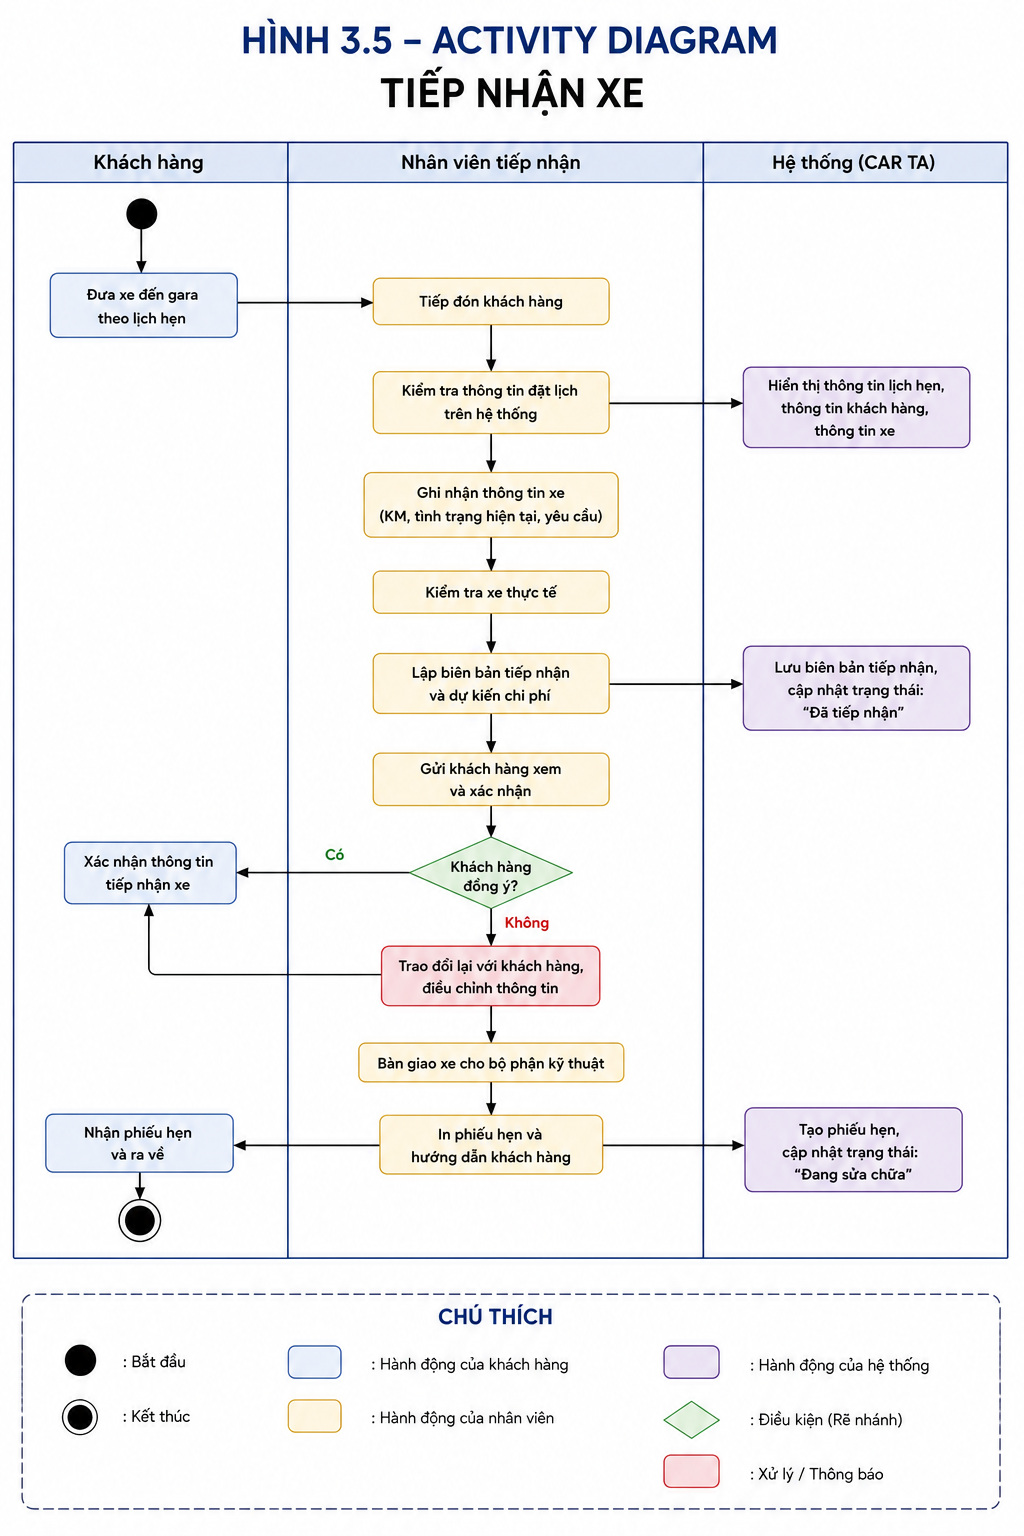 HÌNH 3.5 – ACTIVITY DIAGRAM
TIẾP NHẬN XE
Khách hàng
Nhân viên tiếp nhận
Hệ thống (CAR TA)
Đưa xe đến gara
theo lịch hẹn
Tiếp đón khách hàng
Kiểm tra thông tin đặt lịch
trên hệ thống
Hiển thị thông tin lịch hẹn,
thông tin khách hàng,
thông tin xe
Ghi nhận thông tin xe
(KM, tình trạng hiện tại, yêu cầu)
Kiểm tra xe thực tế
Lập biên bản tiếp nhận
và dự kiến chi phí
Lưu biên bản tiếp nhận,
cập nhật trạng thái:
“Đã tiếp nhận”
Gửi khách hàng xem
và xác nhận
Khách hàng
đồng ý?
Có
Xác nhận thông tin
tiếp nhận xe
Không
Trao đổi lại với khách hàng,
điều chỉnh thông tin
Bàn giao xe cho bộ phận kỹ thuật
In phiếu hẹn và
hướng dẫn khách hàng
Nhận phiếu hẹn
và ra về
Tạo phiếu hẹn,
cập nhật trạng thái:
“Đang sửa chữa”
CHÚ THÍCH
: Bắt đầu
: Hành động của khách hàng
: Hành động của hệ thống
: Kết thúc
: Hành động của nhân viên
: Điều kiện (Rẽ nhánh)
: Xử lý / Thông báo